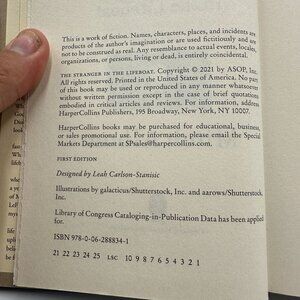 This is a work of fiction. Names, characters, places, and incidents are
products of the author's imagination or are used fictitiously and are
not to be construed as real. Any resemblance to actual events, locales,
organizations, or persons, living or dead, is entirely coincidental.
THE STRANGER IN THE LIFEBOAT. Copyright © 2021 by ASOP, Inc.
All rights reserved. Printed in the United States of America. No part
of this book may be used or reproduced in any manner whatsoever
without written permission except in the case of brief quotations
embodied in critical articles and reviews. For information, address
HarperCollins Publishers, 195 Broadway, New York, NY 10007.
HarperCollins books may be purchased for educational, business,
or sales promotional use. For information, please email the Special
Markets Department at SPsales@harpercollins.com.
FIRST EDITION
Designed by Leah Carlson-Stanisic
Illustrations by galacticus/Shutterstock, Inc. and aarows/Shutterstock,
Inc.
Library of Congress Cataloging-in-Publication Data has been applied
for.
ISBN 978-0-06-288834-1
21 22 23 24 25 LSC 10 9 8 7 6 5 4 3 2 1